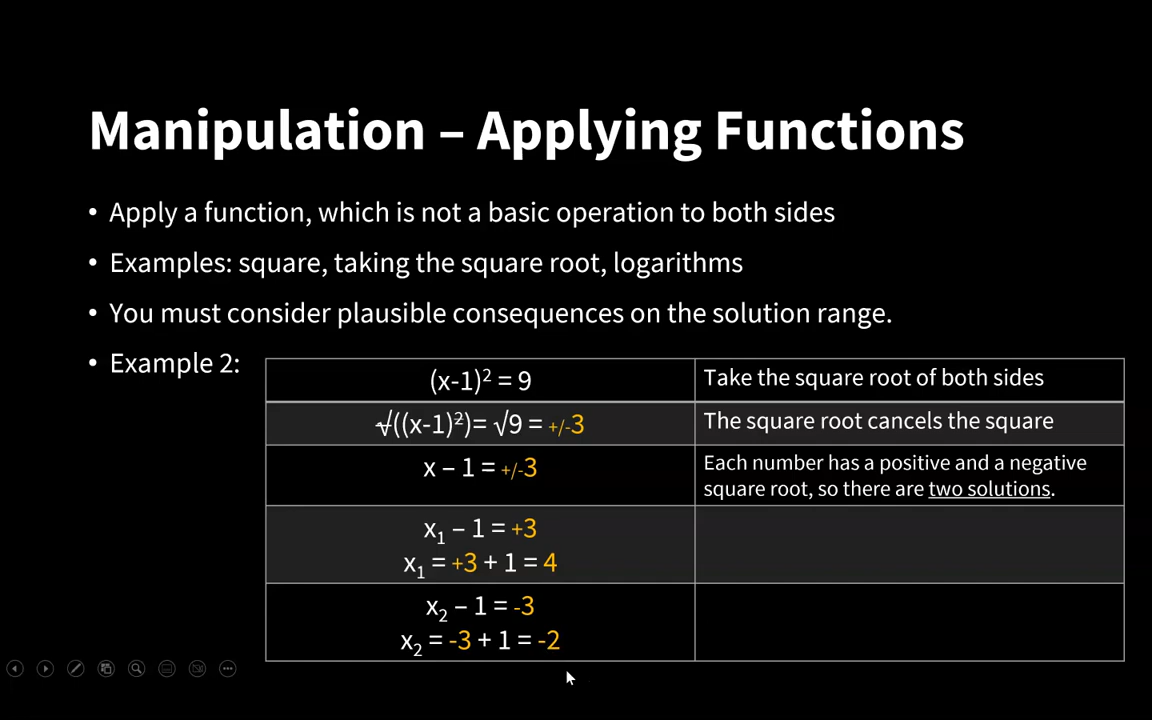 Manipulation – Applying Functions
• Apply a function, which is not a basic operation to both sides
• Examples: square, taking the square root, logarithms
• You must consider plausible consequences on the solution range.
• Example 2:
(x-1)² = 9
Take the square root of both sides
√((x-1)²)= √9 = +/-3
The square root cancels the square
x – 1 = +/-3
Each number has a positive and a negative
square root, so there are two solutions.
x₁ – 1 = +3
x₁ = +3 + 1 = 4
x₂ – 1 = -3
x₂ = -3 + 1 = -2